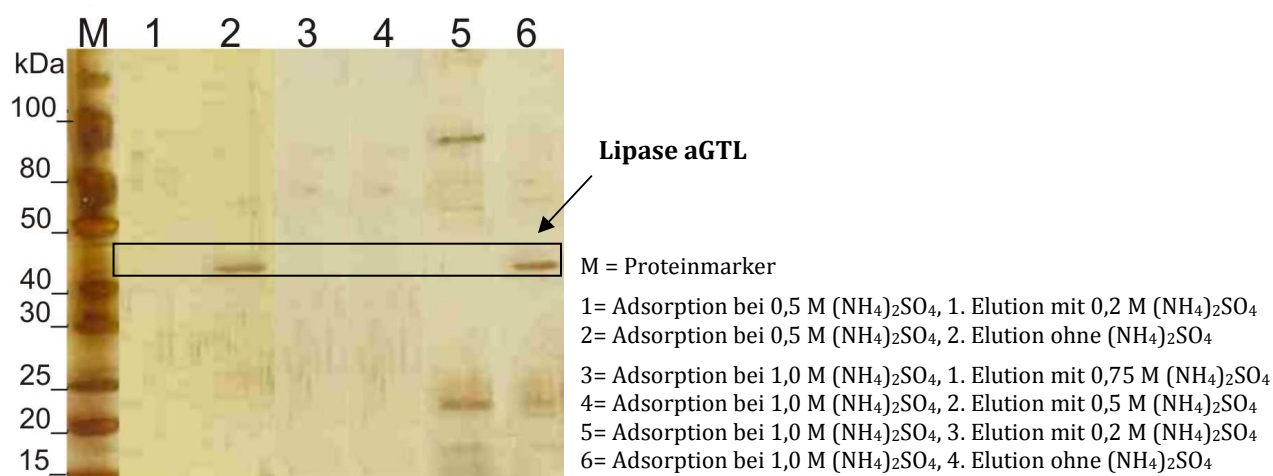 M 1 2 3 4 5 6
kDa
100
80
50
40
30
25
20
15
Lipase aGTL
M = Proteinmarker
1= Adsorption bei 0,5 M (NH₄)₂SO₄, 1. Elution mit 0,2 M (NH₄)₂SO₄
2= Adsorption bei 0,5 M (NH₄)₂SO₄, 2. Elution ohne (NH₄)₂SO₄
3= Adsorption bei 1,0 M (NH₄)₂SO₄, 1. Elution mit 0,75 M (NH₄)₂SO₄
4= Adsorption bei 1,0 M (NH₄)₂SO₄, 2. Elution mit 0,5 M (NH₄)₂SO₄
5= Adsorption bei 1,0 M (NH₄)₂SO₄, 3. Elution mit 0,2 M (NH₄)₂SO₄
6= Adsorption bei 1,0 M (NH₄)₂SO₄, 4. Elution ohne (NH₄)₂SO₄